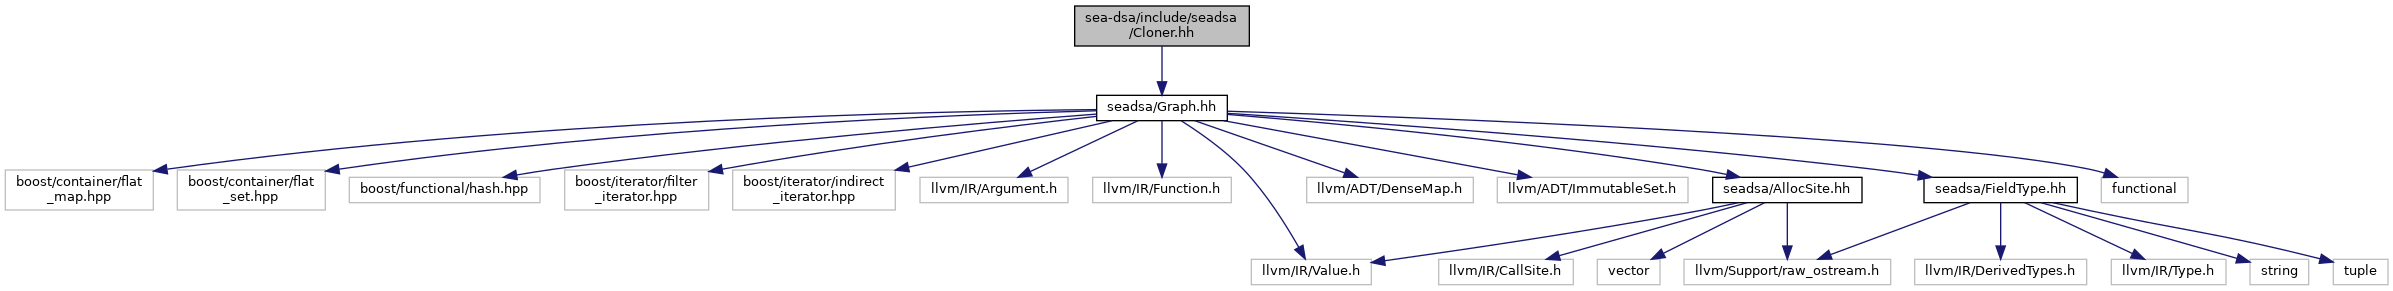 sea-dsa/include/seadsa
/Cloner.hh
seadsa/Graph.hh
boost/container/flat
_map.hpp
boost/container/flat
_set.hpp
boost/functional/hash.hpp
boost/iterator/filter
_iterator.hpp
boost/iterator/indirect
_iterator.hpp
llvm/IR/Argument.h
llvm/IR/Function.h
llvm/ADT/DenseMap.h
llvm/ADT/ImmutableSet.h
seadsa/AllocSite.hh
seadsa/FieldType.hh
functional
llvm/IR/Value.h
llvm/IR/CallSite.h
vector
llvm/Support/raw_ostream.h
llvm/IR/DerivedTypes.h
llvm/IR/Type.h
string
tuple